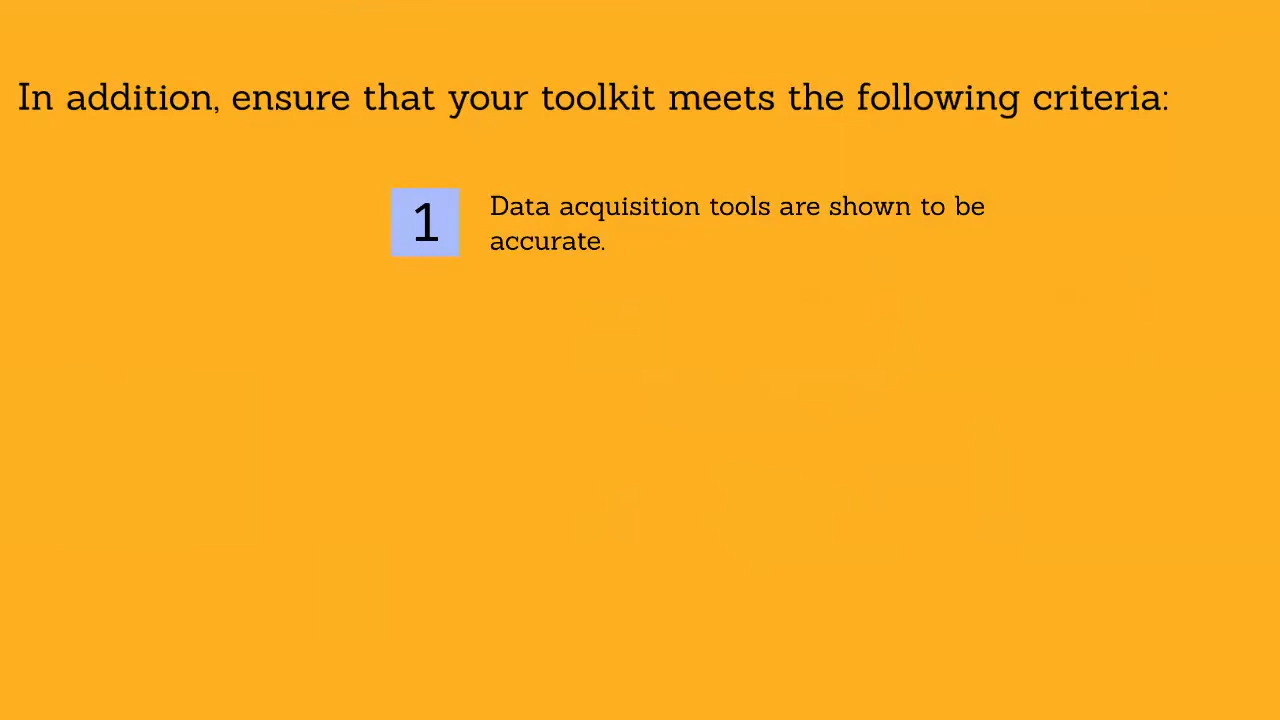 In addition, ensure that your toolkit meets the following criteria:
1
Data acquisition tools are shown to be
accurate.